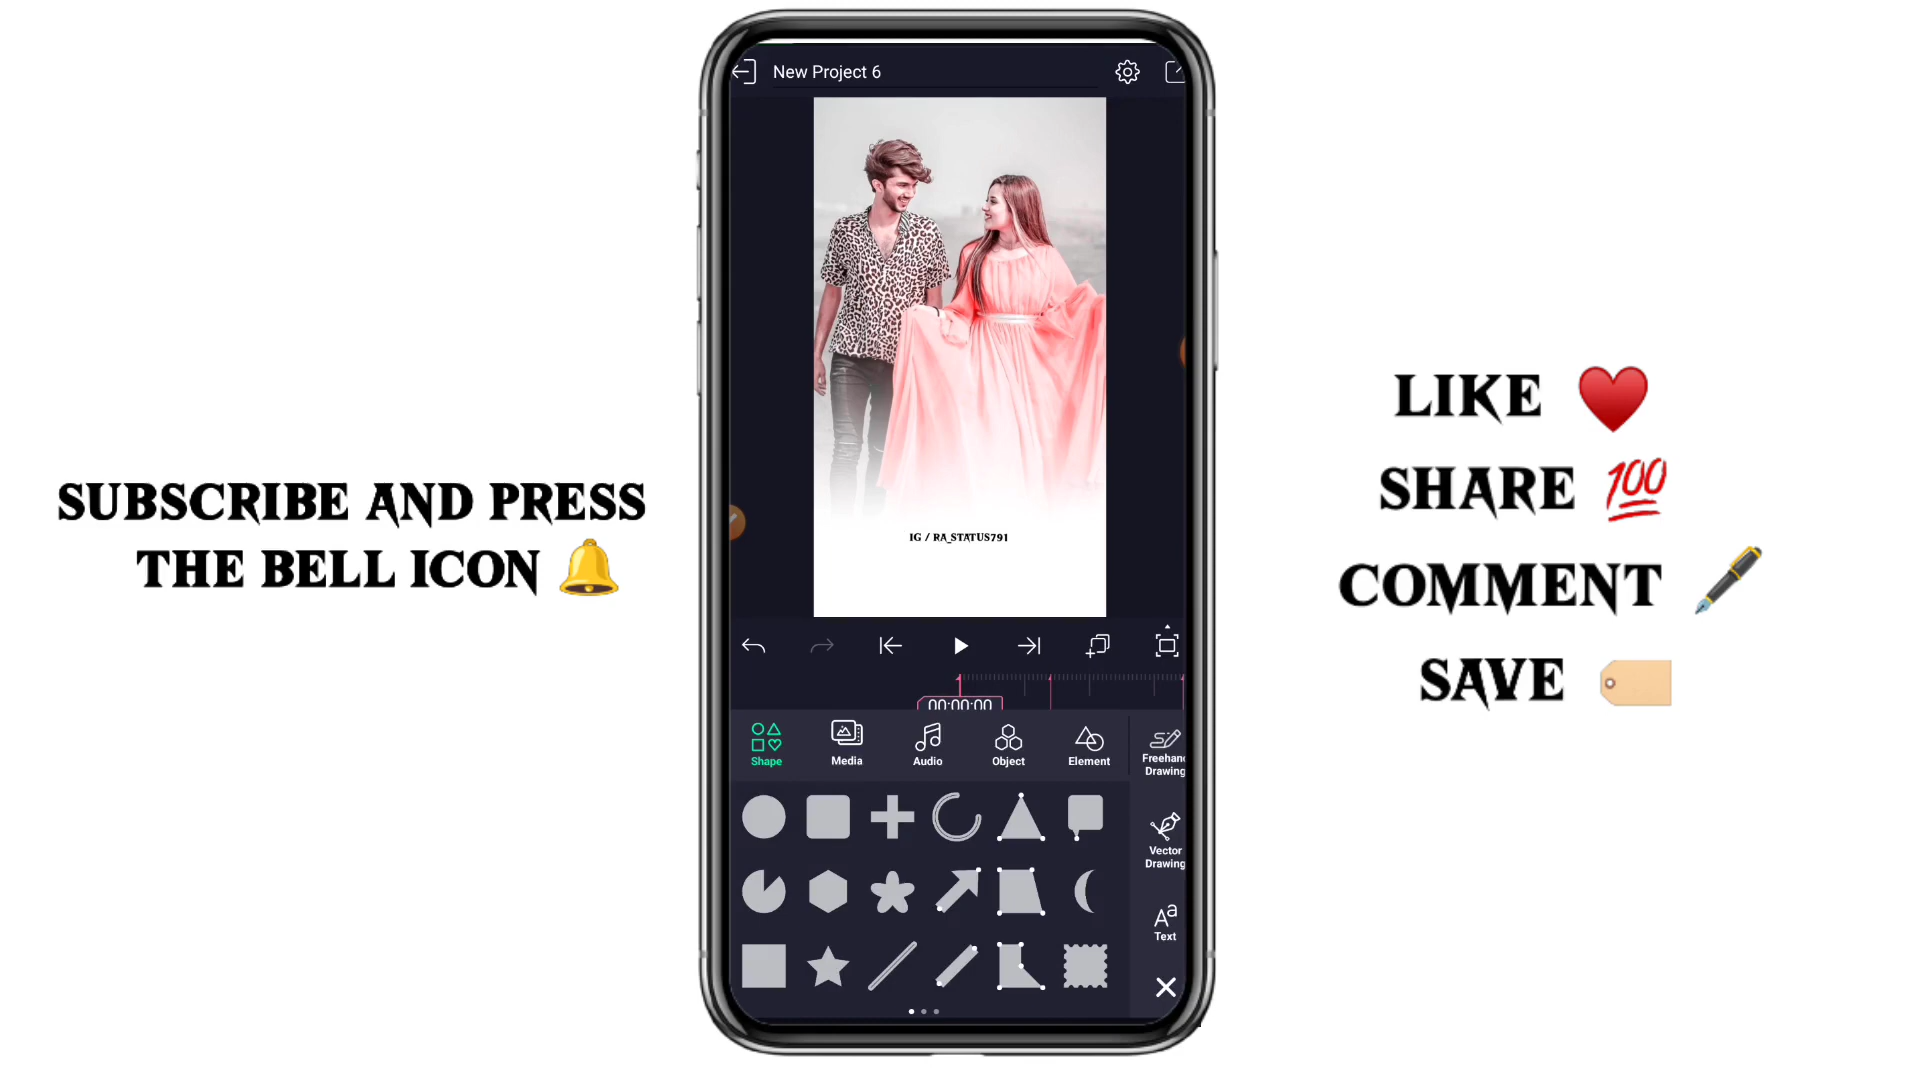 New Project 6
IG / RA_STATUS791
00:00:00
Shape
Media
Audio
Object
Element
Freehand
Drawing
Vector
Drawing
Aa
Text
SUBSCRIBE AND PRESS
THE BELL ICON 🔔
LIKE ♥️
SHARE 💯
COMMENT 🖋️
SAVE 🏷️